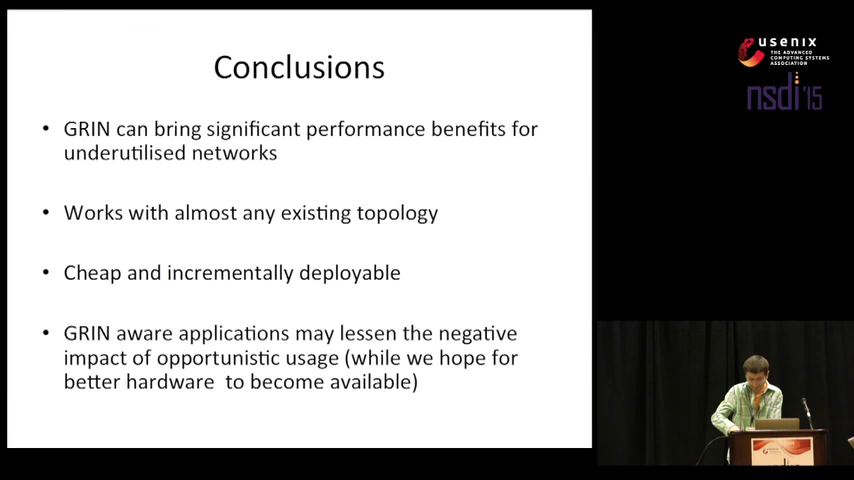 Conclusions
• GRIN can bring significant performance benefits for
underutilised networks
• Works with almost any existing topology
• Cheap and incrementally deployable
• GRIN aware applications may lessen the negative
impact of opportunistic usage (while we hope for
better hardware to become available)
usenix
THE ADVANCED
COMPUTING SYSTEMS
ASSOCIATION
nsdi '15